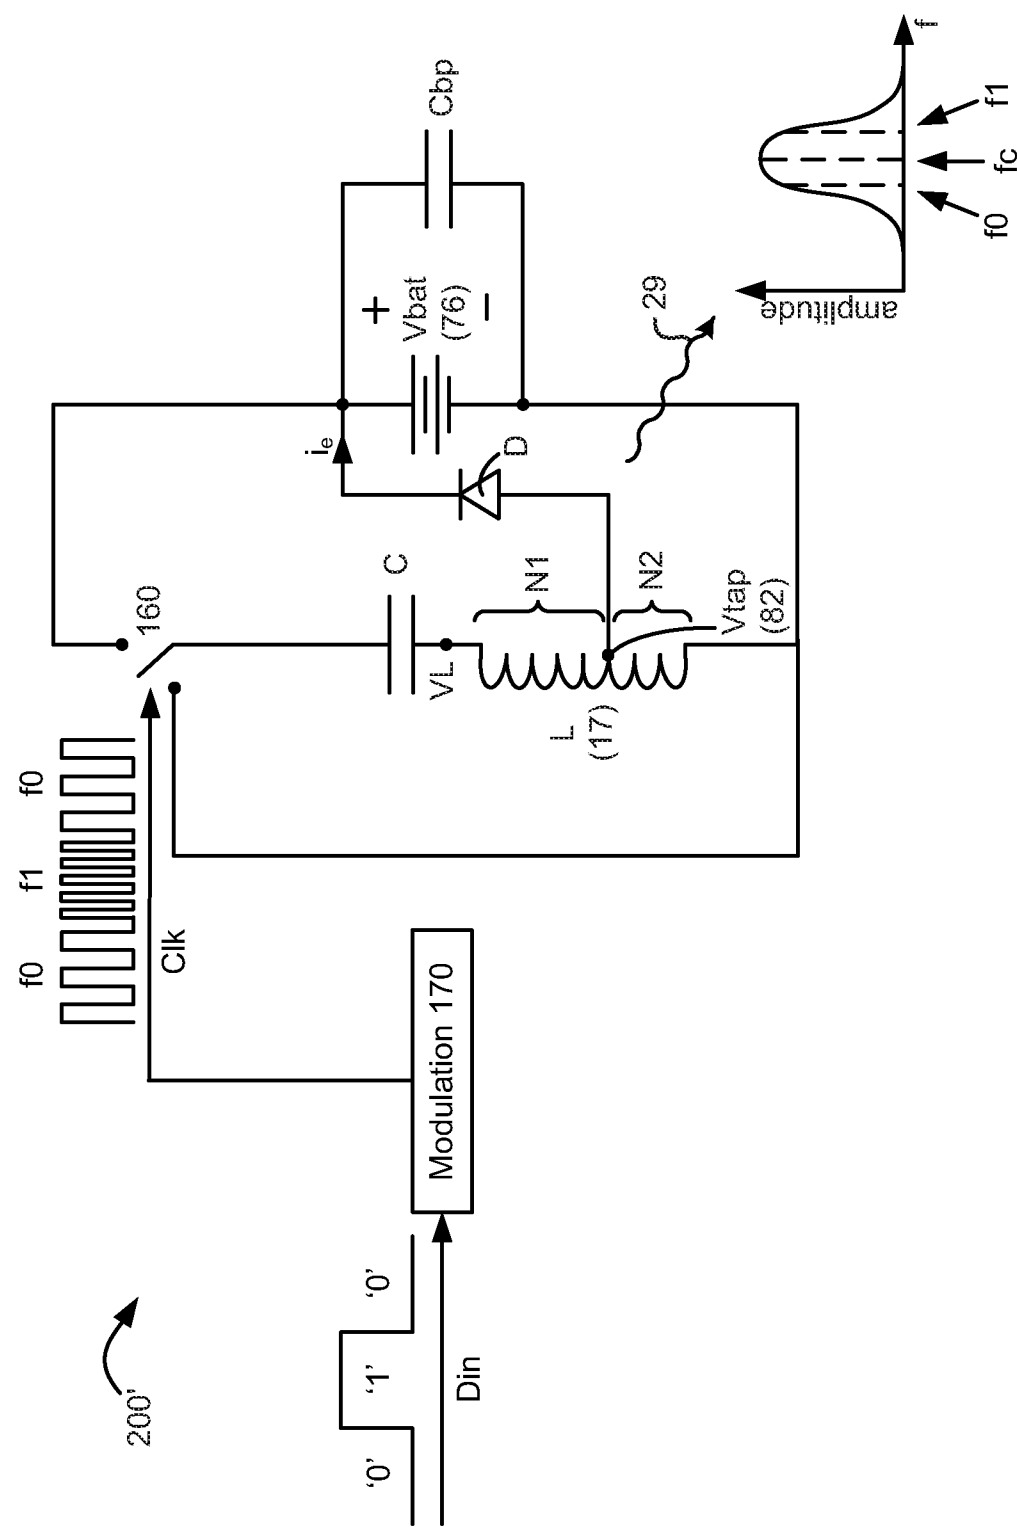 200'
'0'
'1'
'0'
Din
Modulation 170
f0
f1
f0
Clk
160
C
VL
L
(17)
N1
N2
Vtap
(82)
D
ie
+
Vbat
(76)
−
Cbp
29
amplitude
f
f0
fc
f1